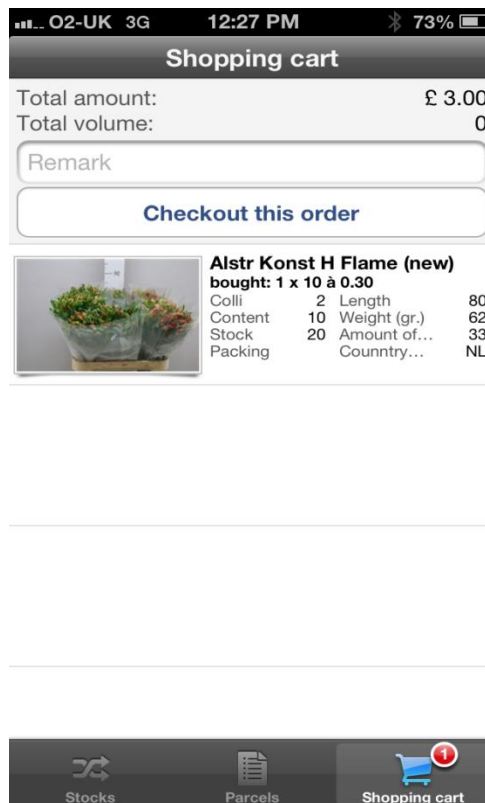 O2-UK 3G 12:27 PM 73%
Shopping cart
Total amount: £ 3.00
Total volume: 0
Remark
Checkout this order
Alstr Konst H Flame (new)
bought: 1 x 10 à 0.30
Colli 2 Length 80
Content 10 Weight (gr.) 62
Stock 20 Amount of... 33
Packing Counntry... NL
1
Stocks Parcels Shopping cart